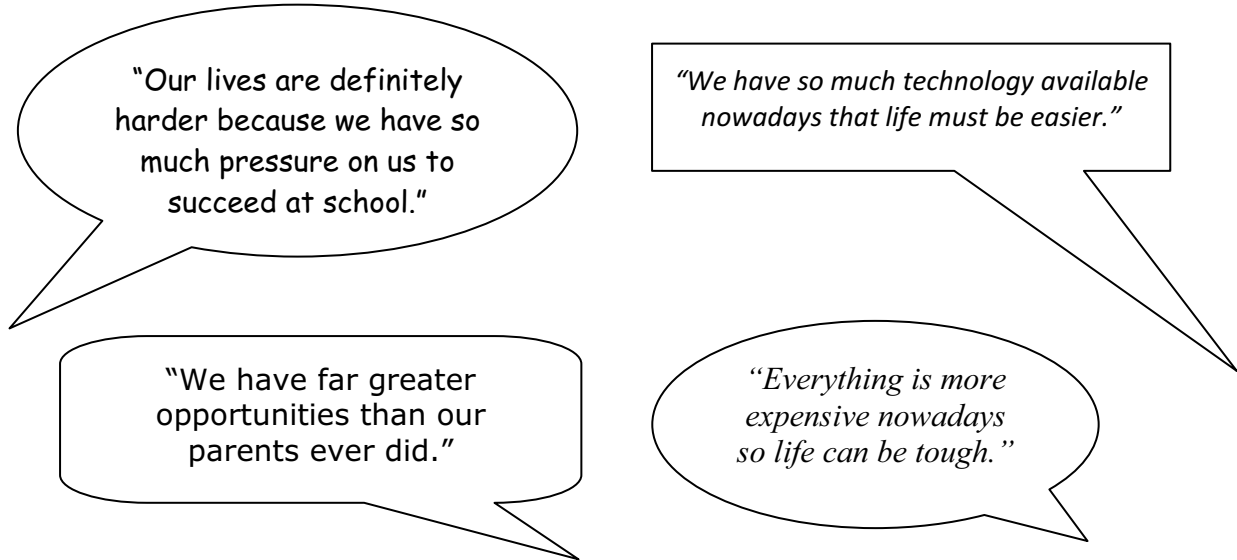 “Our lives are definitely
harder because we have so
much pressure on us to
succeed at school.”
“We have so much technology available
nowadays that life must be easier.”
“We have far greater
opportunities than our
parents ever did.”
“Everything is more
expensive nowadays
so life can be tough.”